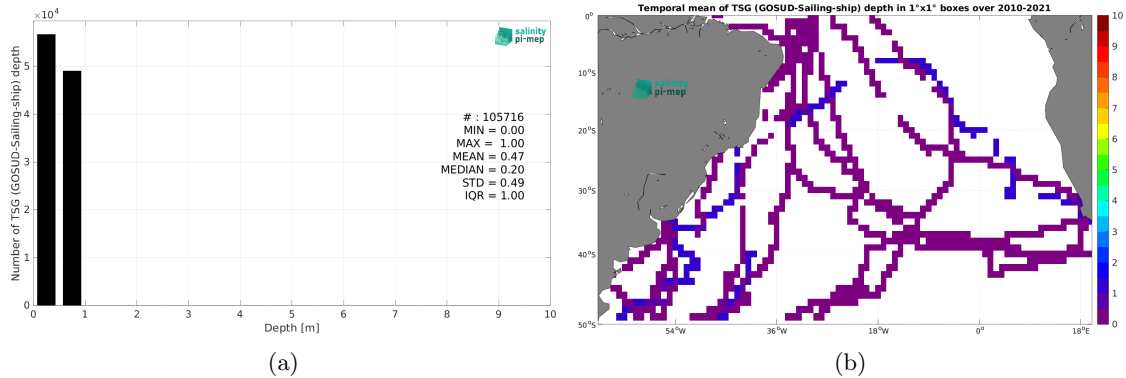 ×10⁴
5
4
3
2
1
0
Number of TSG (GOSUD-Sailing-ship) depth
salinity
pi-mep
# : 105716
MIN = 0.00
MAX = 1.00
MEAN = 0.47
MEDIAN = 0.20
STD = 0.49
IQR = 1.00
0 1 2 3 4 5 6 7 8 9 10
Depth [m]
(a)
Temporal mean of TSG (GOSUD-Sailing-ship) depth in 1°x1° boxes over 2010-2021
0°
10°S
20°S
30°S
40°S
50°S
salinity
pi-mep
54°W 36°W 18°W 0° 18°E
10
9
8
7
6
5
4
3
2
1
0
(b)